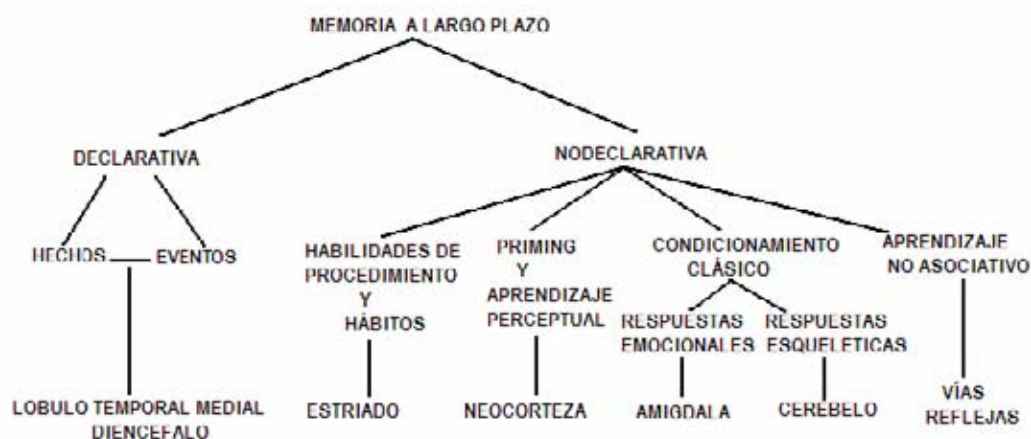 MEMORIA A LARGO PLAZO
DECLARATIVA
NODECLARATIVA
HECHOS
EVENTOS
HABILIDADES DE
PROCEDIMIENTO
Y
HÁBITOS
PRIMING
Y
APRENDIZAJE
PERCEPTUAL
CONDICIONAMIENTO
CLÁSICO
APRENDIZAJE
NO ASOCIATIVO
RESPUESTAS
EMOCIONALES
RESPUESTAS
ESQUELETICAS
LOBULO TEMPORAL MEDIAL
DIENCEFALO
ESTRIADO
NEOCORTEZA
AMIGDALA
CEREBELO
VÍAS
REFLEJAS